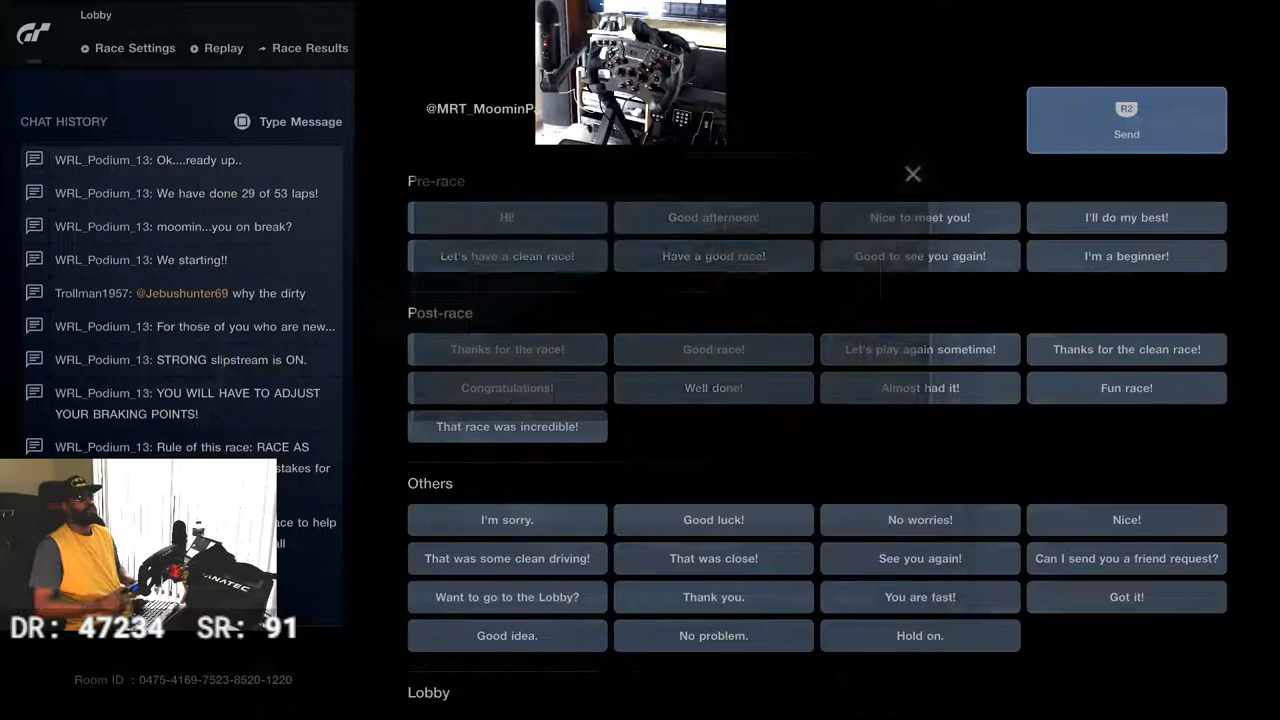 Lobby
Race Settings
Replay
Race Results
CHAT HISTORY
Type Message
WRL_Podium_13: Ok....ready up..
WRL_Podium_13: We have done 29 of 53 laps!
WRL_Podium_13: moomin...you on break?
WRL_Podium_13: We starting!!
Trollman1957: @Jebushunter69 why the dirty
WRL_Podium_13: For those of you who are new...
WRL_Podium_13: STRONG slipstream is ON.
WRL_Podium_13: YOU WILL HAVE TO ADJUST
YOUR BRAKING POINTS!
WRL_Podium_13: Rule of this race: RACE AS
stakes for
to help
all
FANATEC
DR: 47234 SR: 91
Room ID : 0475-4169-7523-8520-1220
R2
Send
Pre-race
Hi!
Good afternoon!
Nice to meet you!
I'll do my best!
Let's have a clean race!
Have a good race!
Good to see you again!
I'm a beginner!
Post-race
Thanks for the race!
Good race!
Let's play again sometime!
Thanks for the clean race!
Congratulations!
Well done!
Almost had it!
Fun race!
That race was incredible!
Others
I'm sorry.
Good luck!
No worries!
Nice!
That was some clean driving!
That was close!
See you again!
Can I send you a friend request?
Want to go to the Lobby?
Thank you.
You are fast!
Got it!
Good idea.
No problem.
Hold on.
Lobby